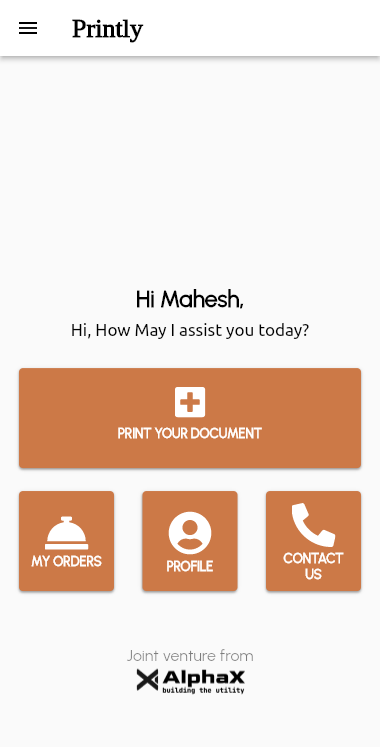 Printly
Hi Mahesh,
Hi, How May I assist you today?
PRINT YOUR DOCUMENT
MY ORDERS
PROFILE
CONTACT
US
Joint venture from
AlphaX
building the utility